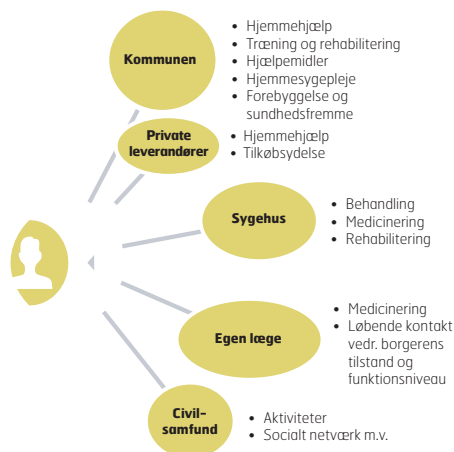 Kommunen
• Hjemmehjælp
• Træning og rehabilitering
• Hjælpemidler
• Hjemmesygepleje
• Forebyggelse og
sundhedsfremme
Private
leverandører
• Hjemmehjælp
• Tilkøbsydelse
Sygehus
• Behandling
• Medicinering
• Rehabilitering
Egen læge
• Medicinering
• Løbende kontakt
vedr. borgerens
tilstand og
funktionsniveau
Civil-
samfund
• Aktiviteter
• Socialt netværk m.v.